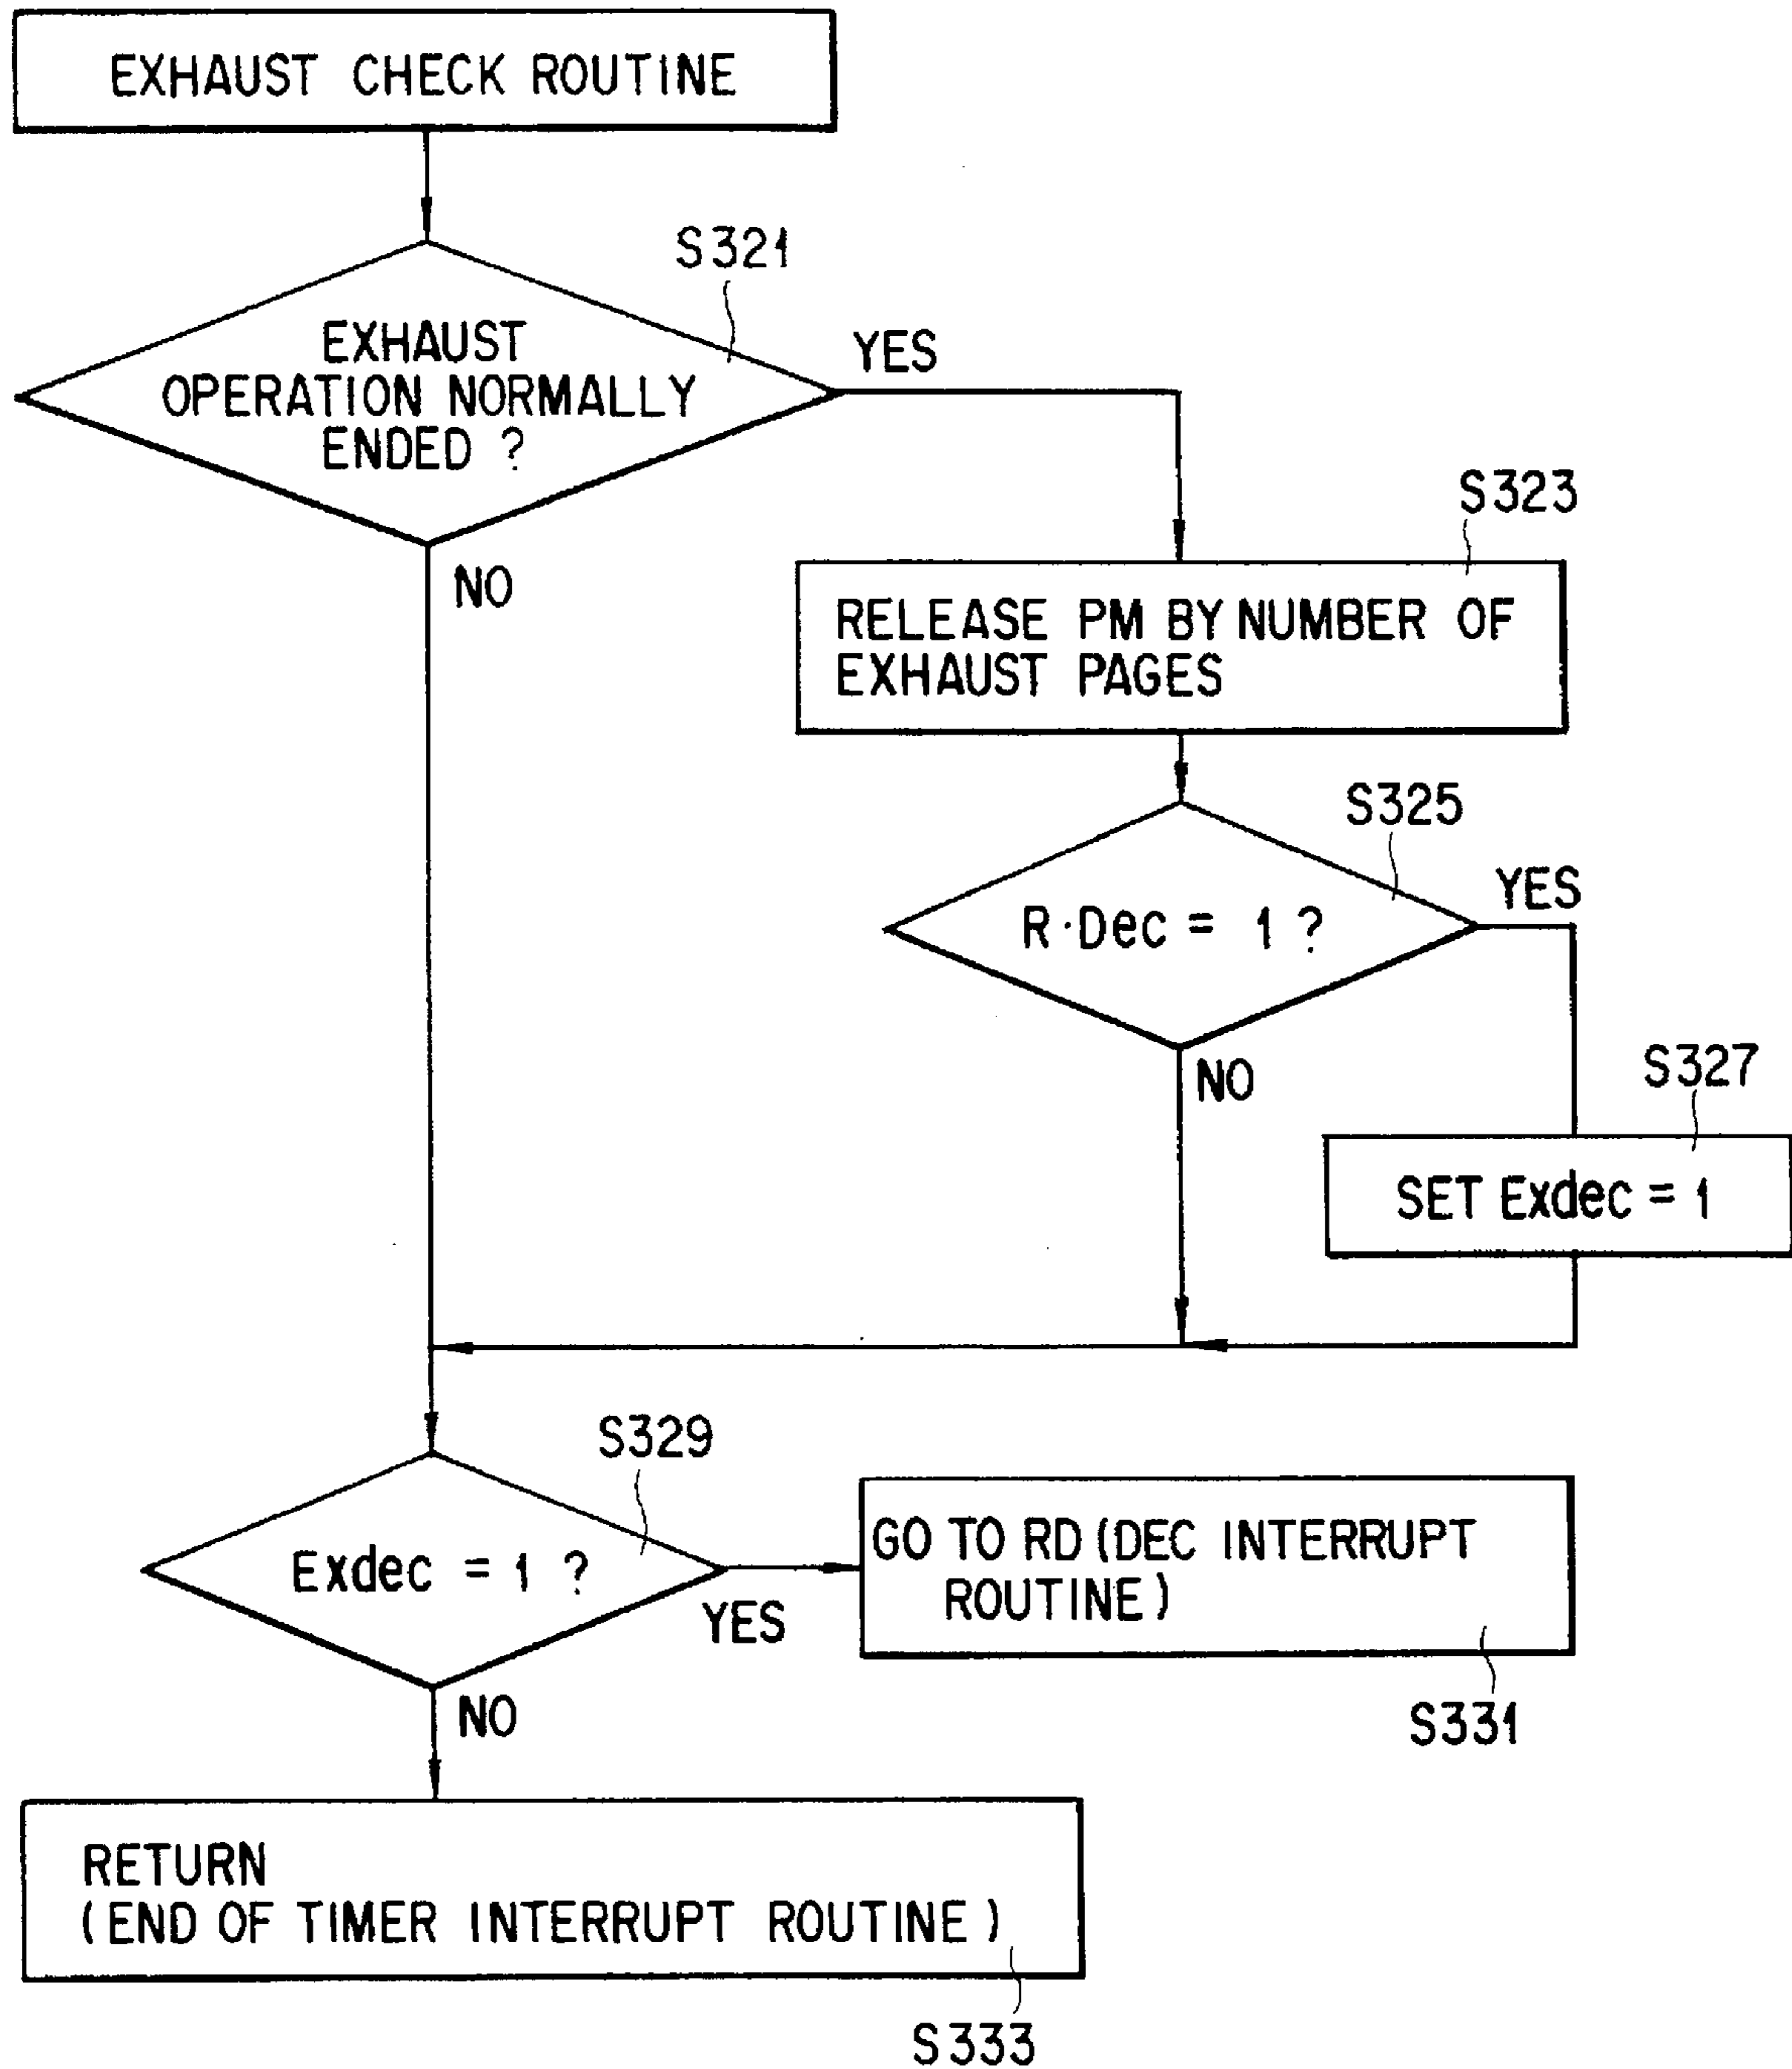 EXHAUST CHECK ROUTINE
S321
EXHAUST
OPERATION NORMALLY
ENDED ?
YES
NO
S323
RELEASE PM BY NUMBER OF
EXHAUST PAGES
S325
R·Dec = 1 ?
YES
NO
S327
SET Exdec = 1
S329
Exdec = 1 ?
YES
NO
GO TO RD (DEC INTERRUPT
ROUTINE)
S331
RETURN
(END OF TIMER INTERRUPT ROUTINE)
S333